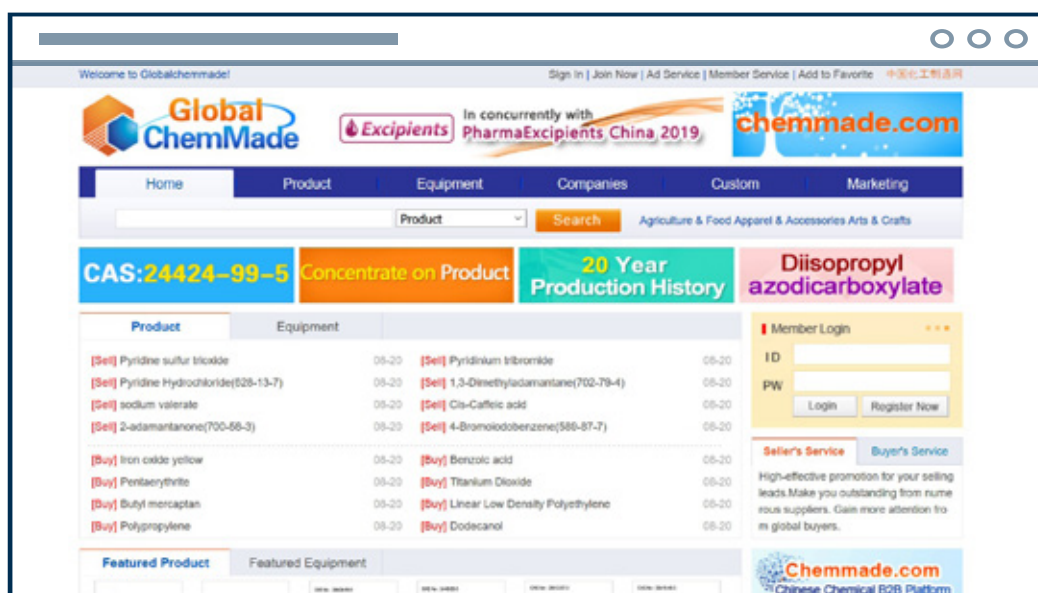 Welcome to Globalchemmade!
Sign In | Join Now | Ad Service | Member Service | Add to Favorite 中国化工制造网
Global
ChemMade
Excipients
In concurrently with
PharmaExcipients China 2019
chemmade.com
Home Product Equipment Companies Custom Marketing
Product Search Agriculture & Food Apparel & Accessories Arts & Crafts
CAS:24424-99-5
Concentrate on Product
20 Year
Production History
Diisopropyl
azodicarboxylate
Product Equipment
[Sell] Pyridine sulfur trioxide 08-20 [Sell] Pyridinium tribromide 08-20
[Sell] Pyridine Hydrochloride(628-13-7) 08-20 [Sell] 1,3-Dimethyladamantane(702-79-4) 08-20
[Sell] sodium valerate 08-20 [Sell] Cis-Caffeic acid 08-20
[Sell] 2-adamantanone(700-58-3) 08-20 [Sell] 4-Bromoiodobenzene(589-87-7) 08-20
[Buy] Iron oxide yellow 08-20 [Buy] Benzoic acid 08-20
[Buy] Pentaerythrite 08-20 [Buy] Titanium Dioxide 08-20
[Buy] Butyl mercaptan 08-20 [Buy] Linear Low Density Polyethylene 08-20
[Buy] Polypropylene 08-20 [Buy] Dodecanol 08-20
Member Login
ID
PW
Login Register Now
Seller's Service Buyer's Service
High-effective promotion for your selling
leads.Make you outstanding from nume
rous suppliers. Gain more attention fro
m global buyers.
Featured Product Featured Equipment
Chemmade.com
Chinese Chemical B2B Platform